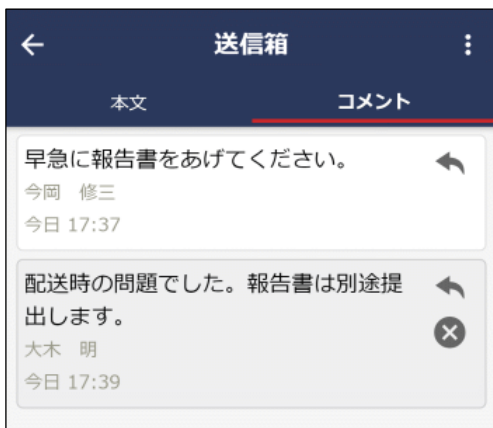 送信箱
本文
コメント
早急に報告書をあげてください。
今岡　修三
今日 17:37
配送時の問題でした。報告書は別途提
出します。
大木　明
今日 17:39